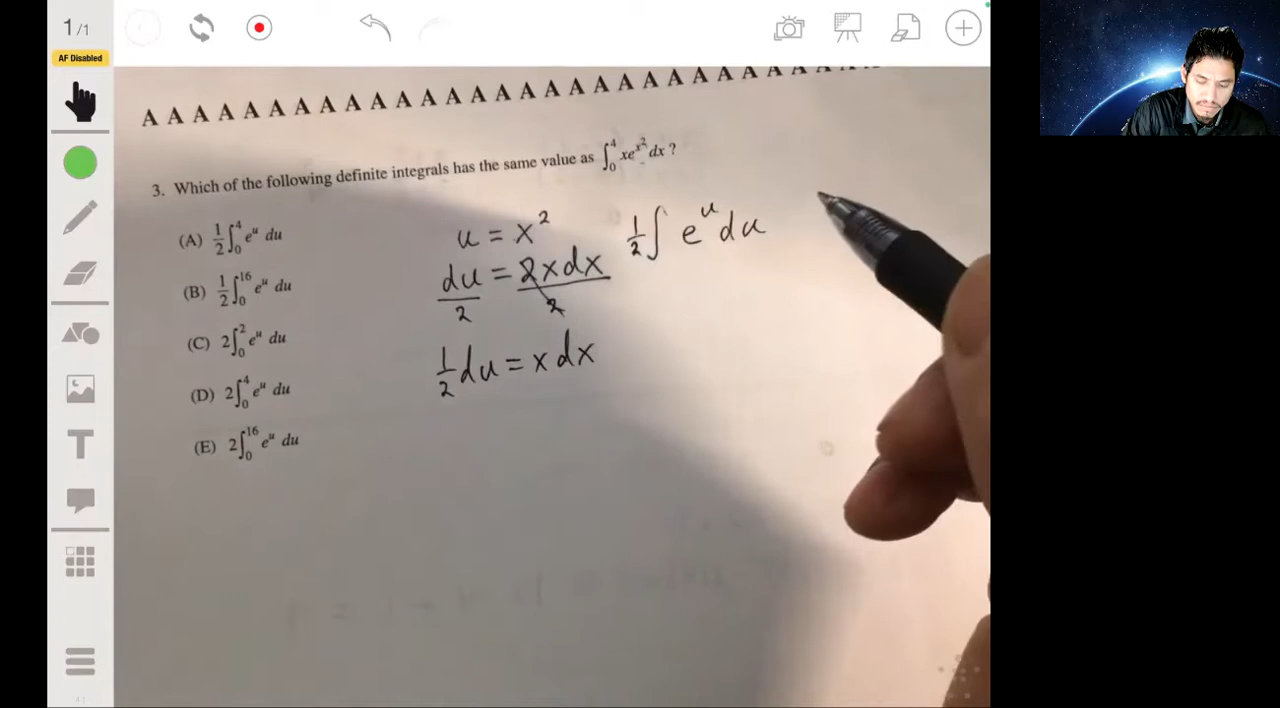 1/1
AF Disabled
A A A A A A A A A A A A A A A A A A A A A A A A A A A A A
3. Which of the following definite integrals has the same value as ∫₀⁴ xe^{x²} dx ?
(A) 1/2 ∫₀⁴ e^u du
(B) 1/2 ∫₀¹⁶ e^u du
(C) 2∫₀² e^u du
(D) 2∫₀⁴ e^u du
(E) 2∫₀¹⁶ e^u du
u = x²
du/2 = 2xdx/2
1/2 du = x dx
1/2 ∫ e^u du
T